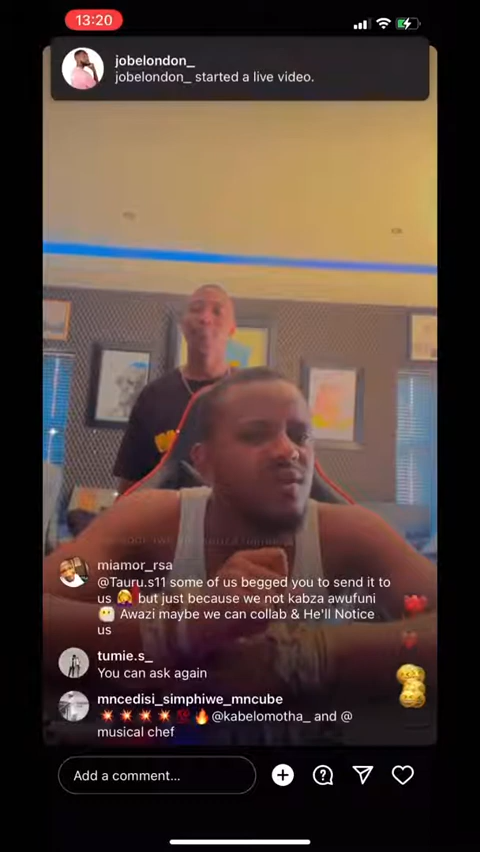 13:20
jobelondon_
jobelondon_ started a live video.
miamor_rsa
@Tauru.s11 some of us begged you to send it to
us 🤦‍♀️ but just because we not kabza awufuni
😬 Awazi maybe we can collab & He'll Notice
us
tumie.s_
You can ask again
mncedisi_simphiwe_mncube
💥💥💥💥💯🔥@kabelomotha_ and @
musical chef
Add a comment...